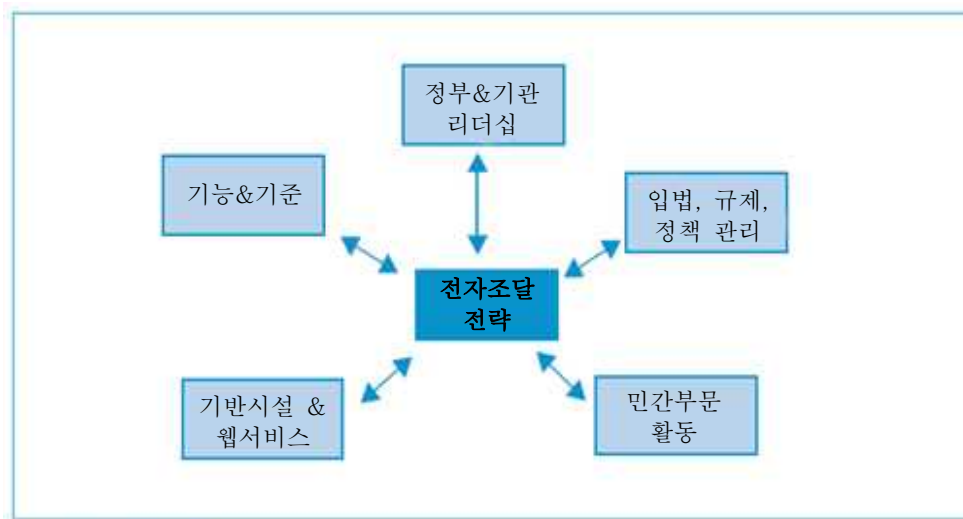 정부&기관
리더십
기능&기준
입법, 규제,
정책 관리
전자조달
전략
기반시설 &
웹서비스
민간부문
활동